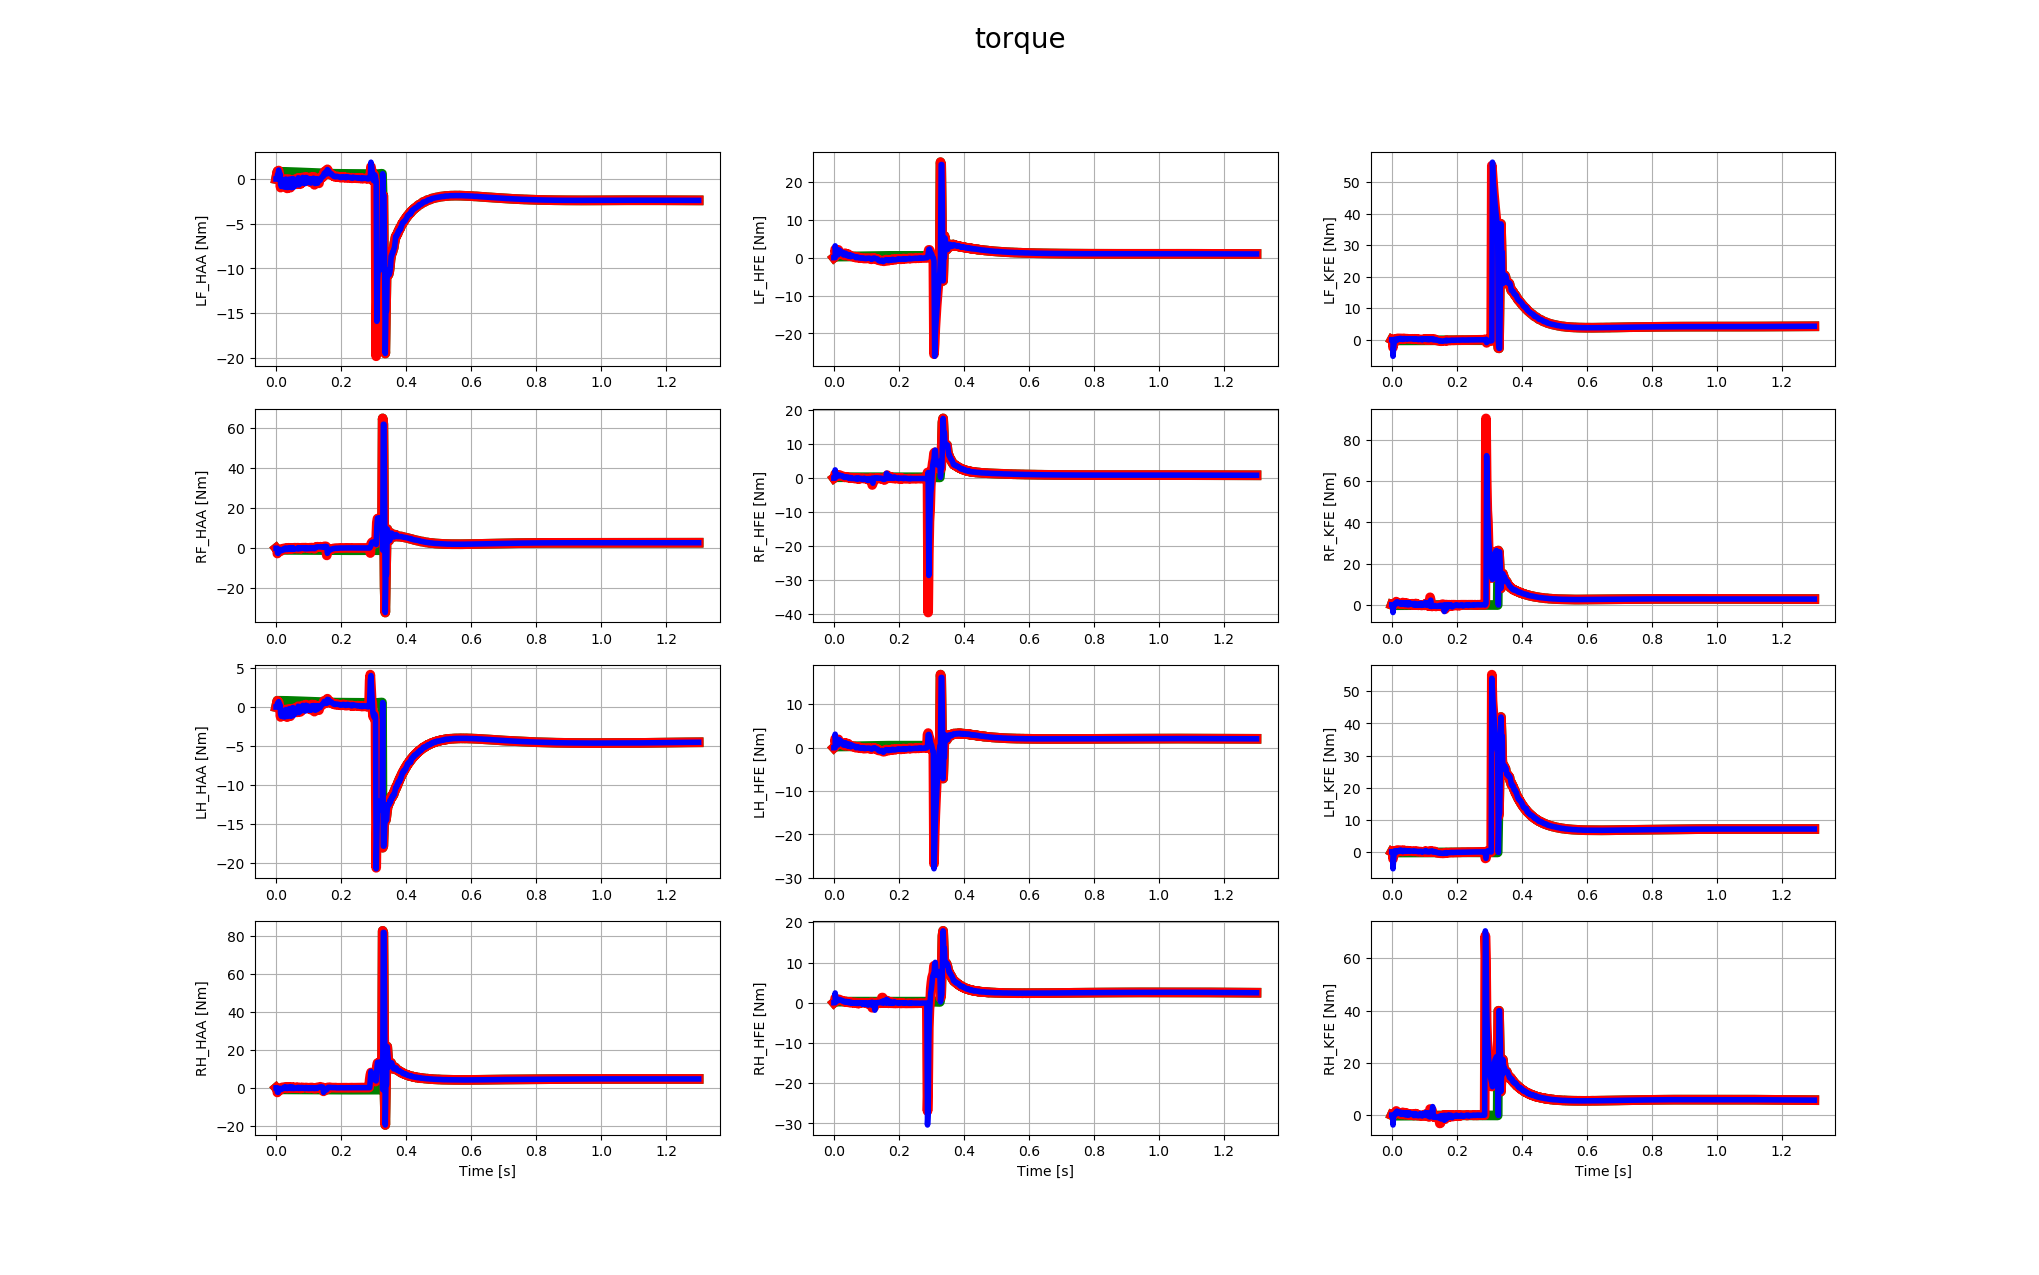 torque
LF_HAA [Nm]
0
−5
−10
−15
−20
0.0 0.2 0.4 0.6 0.8 1.0 1.2
LF_HFE [Nm]
20
10
0
−10
−20
0.0 0.2 0.4 0.6 0.8 1.0 1.2
LF_KFE [Nm]
50
40
30
20
10
0
0.0 0.2 0.4 0.6 0.8 1.0 1.2
RF_HAA [Nm]
60
40
20
0
−20
0.0 0.2 0.4 0.6 0.8 1.0 1.2
RF_HFE [Nm]
20
10
0
−10
−20
−30
−40
0.0 0.2 0.4 0.6 0.8 1.0 1.2
RF_KFE [Nm]
80
60
40
20
0
0.0 0.2 0.4 0.6 0.8 1.0 1.2
LH_HAA [Nm]
5
0
−5
−10
−15
−20
0.0 0.2 0.4 0.6 0.8 1.0 1.2
LH_HFE [Nm]
10
0
−10
−20
−30
0.0 0.2 0.4 0.6 0.8 1.0 1.2
LH_KFE [Nm]
50
40
30
20
10
0
0.0 0.2 0.4 0.6 0.8 1.0 1.2
RH_HAA [Nm]
80
60
40
20
0
−20
0.0 0.2 0.4 0.6 0.8 1.0 1.2
Time [s]
RH_HFE [Nm]
20
10
0
−10
−20
−30
0.0 0.2 0.4 0.6 0.8 1.0 1.2
Time [s]
RH_KFE [Nm]
60
40
20
0
0.0 0.2 0.4 0.6 0.8 1.0 1.2
Time [s]